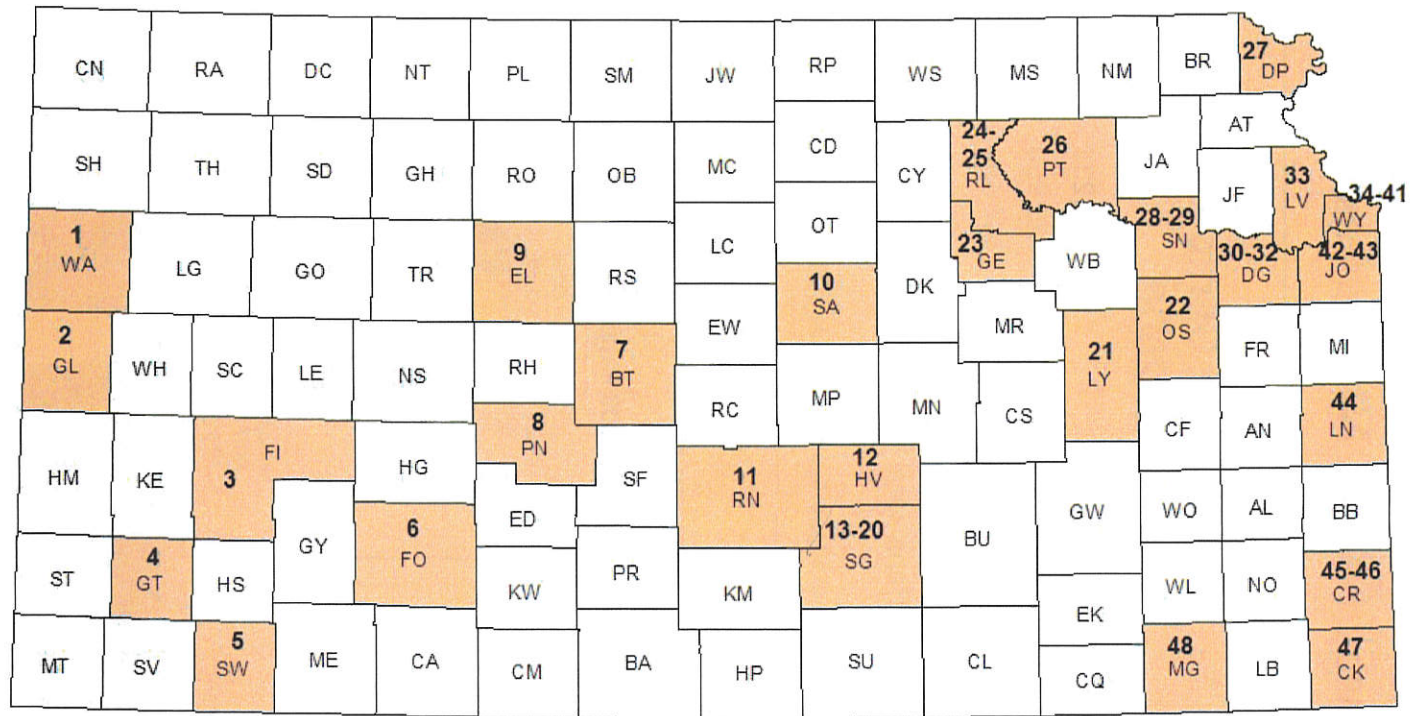 CN RA DC NT PL SM JW RP WS MS NM BR 27 DP
SH TH SD GH RO OB MC CD CY 24-25 RL 26 PT JA AT JF 33 LV 34-41 WY
1 WA LG GO TR 9 EL RS LC OT 10 SA DK 23 GE WB 28-29 SN 30-32 DG 42-43 JO
2 GL WH SC LE NS RH 7 BT EW MR 22 OS FR MI
HM KE FI 3 HG 8 PN SF RC MP MN CS 21 LY CF AN 44 LN
ST 4 GT HS GY 6 FO ED KW PR 11 RN 12 HV 13-20 SG BU GW WO AL BB
MT SV 5 SW ME CA CM BA KM HP SU CL EK CQ WL NO 45-46 CR
48 MG LB 47 CK